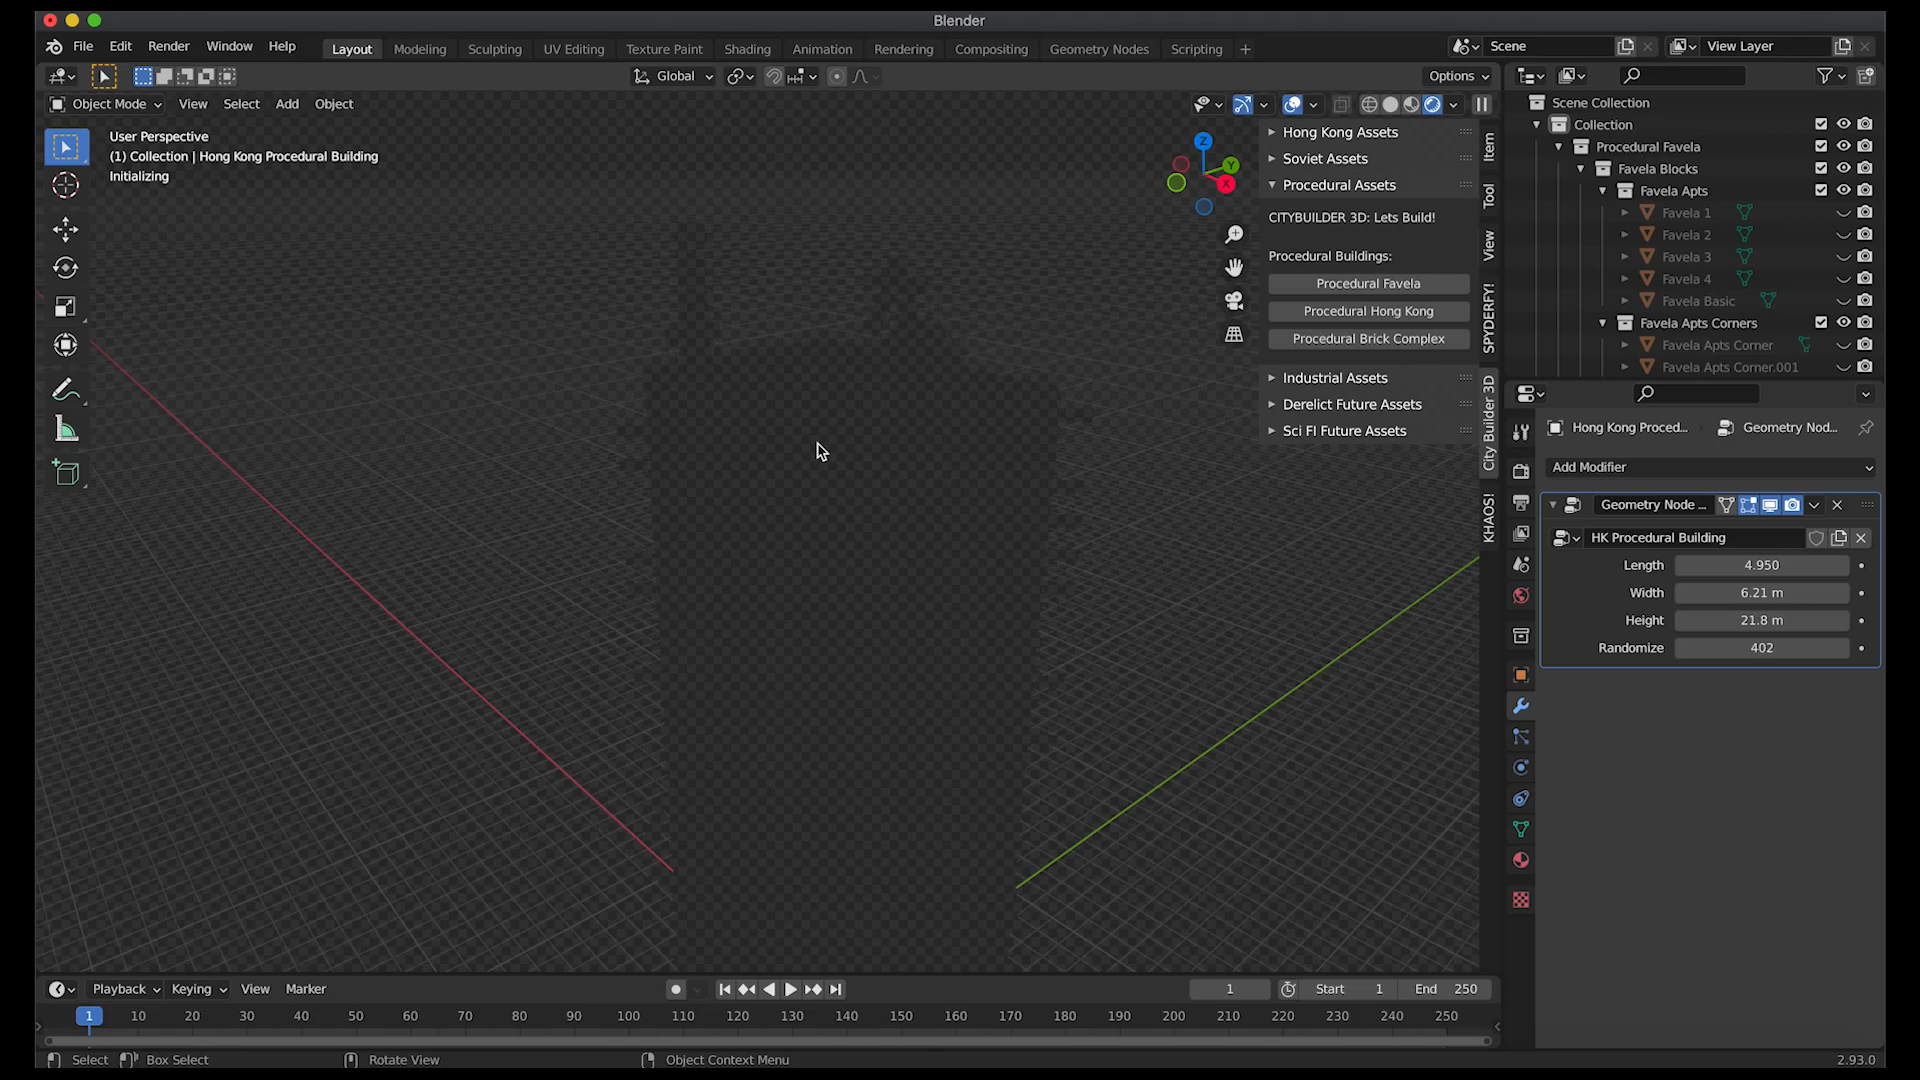 Blender
File Edit Render Window Help Layout Modeling Sculpting UV Editing Texture Paint Shading Animation Rendering Compositing Geometry Nodes Scripting + Scene View Layer
Global Options
Object Mode View Select Add Object
User Perspective
(1) Collection | Hong Kong Procedural Building
Initializing
Z
Y
X
Hong Kong Assets
Soviet Assets
Procedural Assets
CITYBUILDER 3D: Lets Build!
Procedural Buildings:
Procedural Favela
Procedural Hong Kong
Procedural Brick Complex
Industrial Assets
Derelict Future Assets
Sci FI Future Assets
Item
Tool
View
SPYDERFY!
City Builder 3D
KHAOS!
Scene Collection
Collection
Procedural Favela
Favela Blocks
Favela Apts
Favela 1
Favela 2
Favela 3
Favela 4
Favela Basic
Favela Apts Corners
Favela Apts Corner
Favela Apts Corner.001
Hong Kong Proced... Geometry Nod...
Add Modifier
Geometry Node ...
HK Procedural Building
Length 4.950
Width 6.21 m
Height 21.8 m
Randomize 402
Playback Keying View Marker 1 Start 1 End 250
1 10 20 30 40 50 60 70 80 90 100 110 120 130 140 150 160 170 180 190 200 210 220 230 240 250
Select Box Select Rotate View Object Context Menu 2.93.0